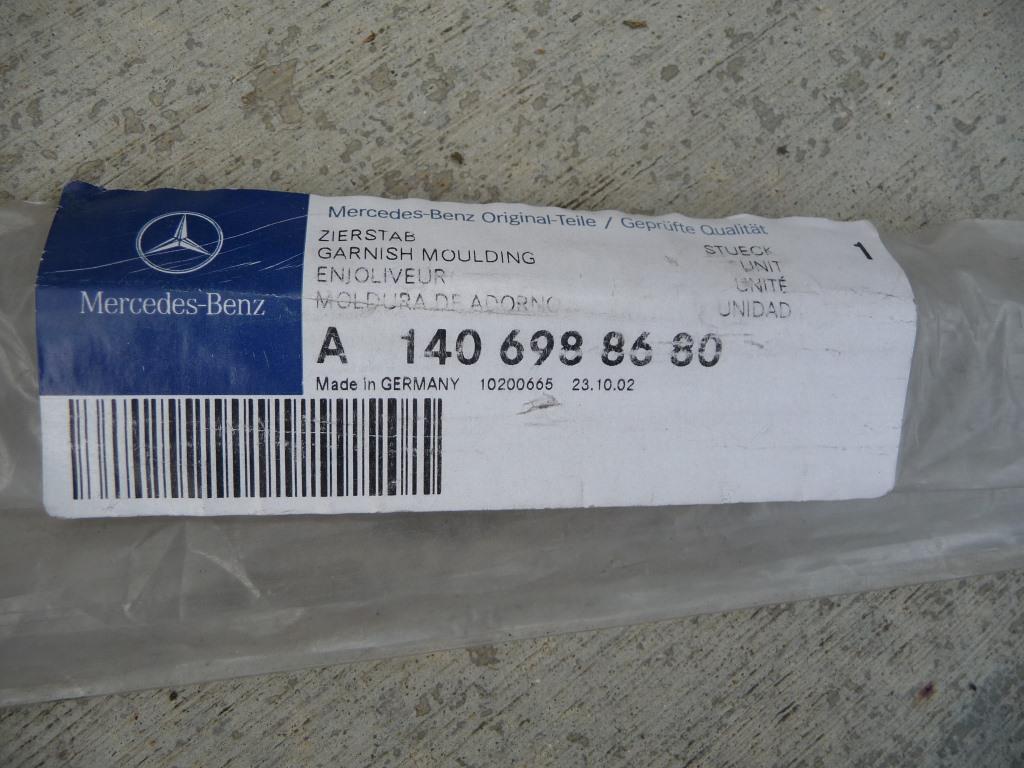 Mercedes-Benz
Mercedes-Benz Original-Teile / Geprüfte Qualität
ZIERSTAB
GARNISH MOULDING
ENJOLIVEUR
MOLDURA DE ADORNO
STUECK 1
UNIT
UNITÉ
UNIDAD
A 140 698 86 80
Made in GERMANY 10200665 23.10.02